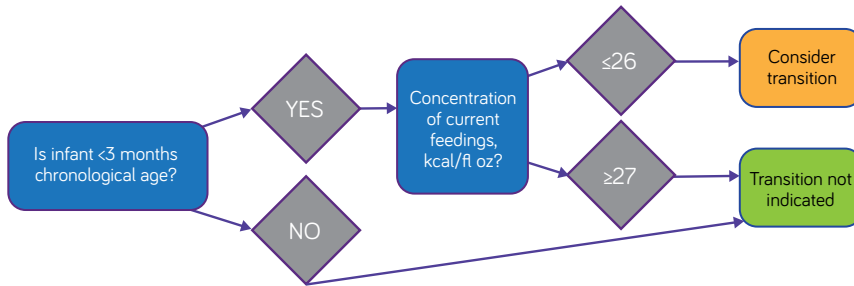 Is infant <3 months
chronological age?
YES
NO
Concentration
of current
feedings,
kcal/fl oz?
≤26
≥27
Consider
transition
Transition not
indicated